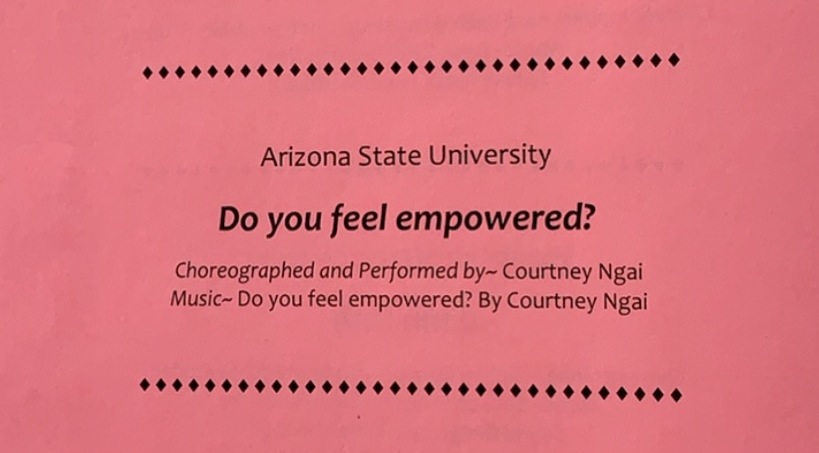 Arizona State University
Do you feel empowered?
Choreographed and Performed by~ Courtney Ngai
Music~ Do you feel empowered? By Courtney Ngai